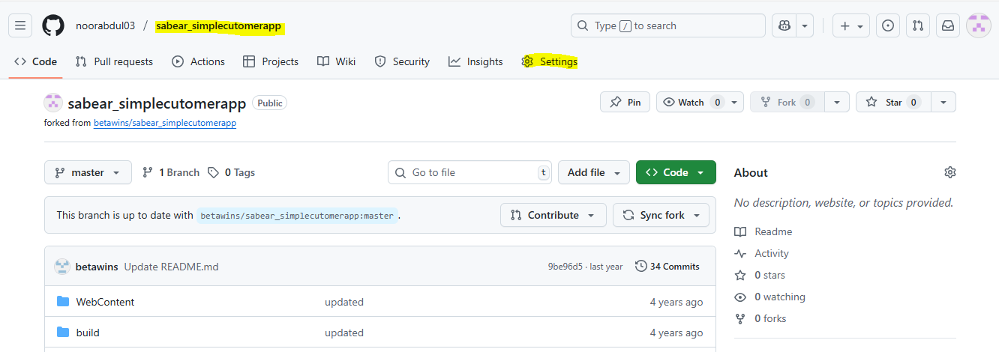 noorabdul03 / sabear_simplecutomerapp
Type / to search
Code Pull requests Actions Projects Wiki Security Insights Settings
sabear_simplecutomerapp Public
forked from betawins/sabear_simplecutomerapp
Pin Watch 0 Fork 0 Star 0
master 1 Branch 0 Tags Go to file t Add file <> Code
This branch is up to date with betawins/sabear_simplecutomerapp:master .
Contribute Sync fork
betawins Update README.md 9be96d5 · last year 34 Commits
WebContent updated 4 years ago
build updated 4 years ago
About
No description, website, or topics provided.
Readme
Activity
0 stars
0 watching
0 forks